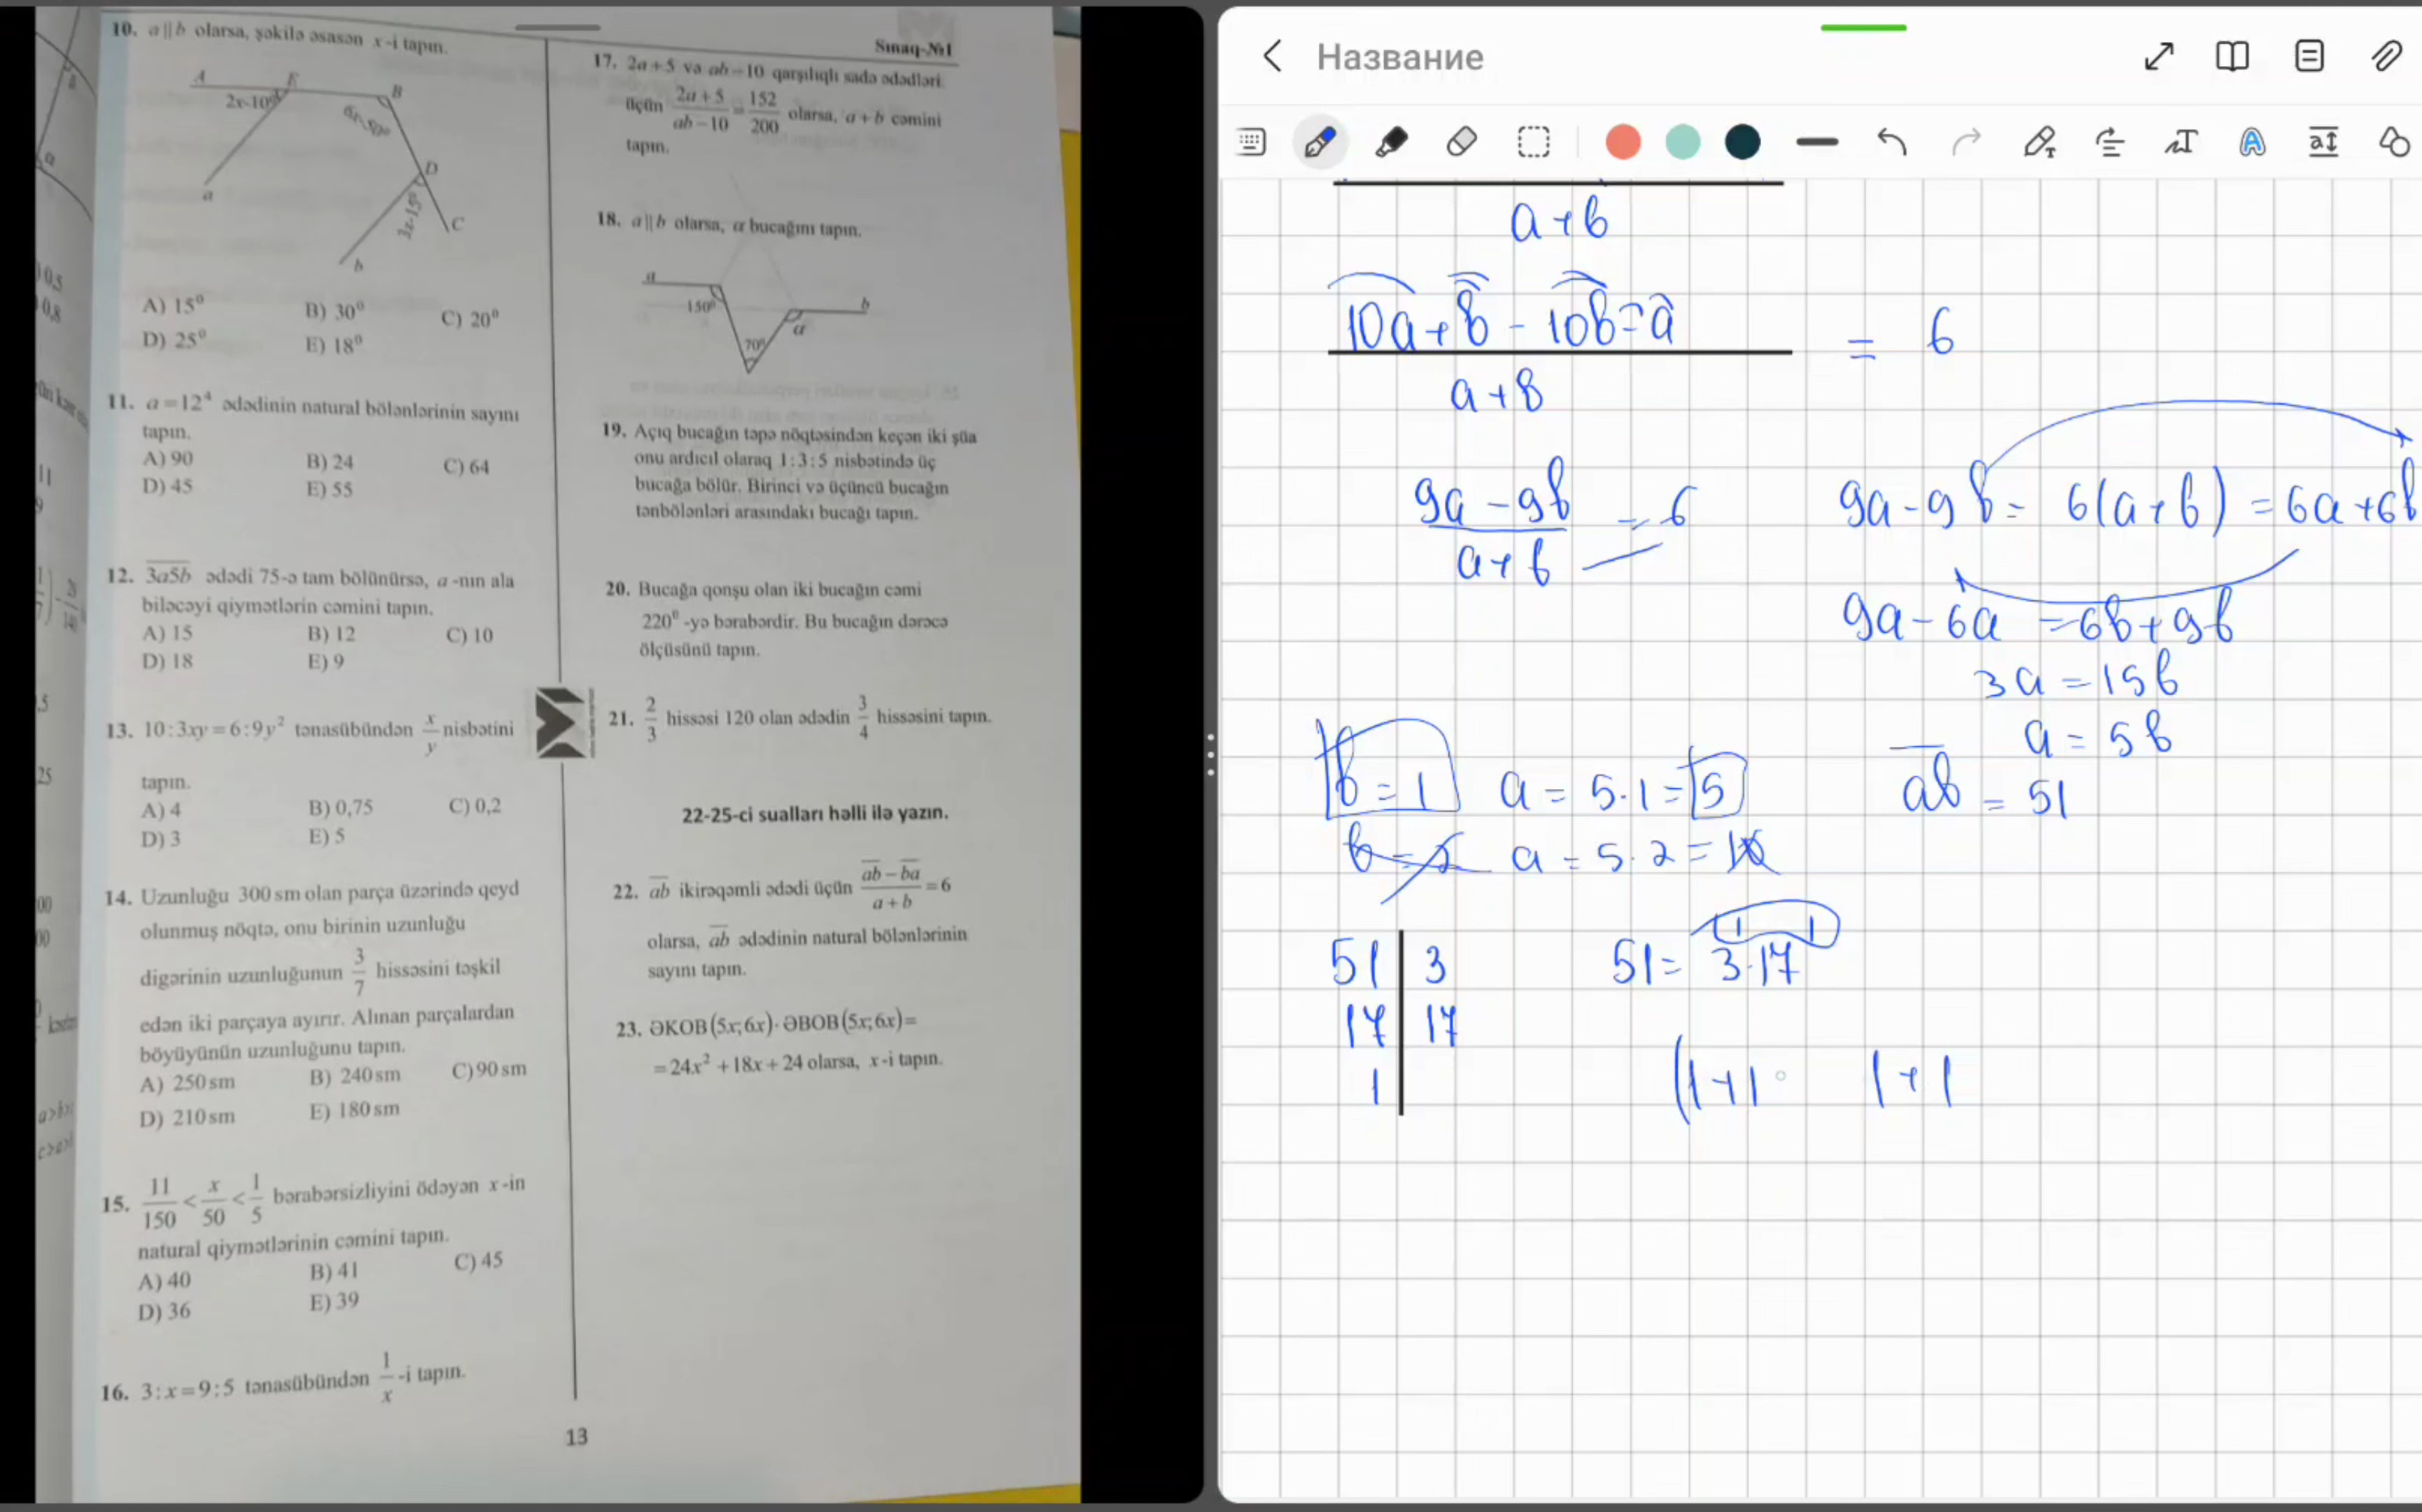 10. a || b olarsa, şəkilə əsasən x-i tapın.
A E B
2x-10°
6x-50°
D
3x-15°
C
a
b
A) 15⁰ B) 30⁰ C) 20⁰
D) 25⁰ E) 18⁰
11. a=12⁴ ədədinin natural bölənlərinin sayını
tapın.
A) 90 B) 24 C) 64
D) 45 E) 55
12. 3a5b ədədi 75-ə tam bölünürsə, a -nın ala
biləcəyi qiymətlərin cəmini tapın.
A) 15 B) 12 C) 10
D) 18 E) 9
13. 10:3xy=6:9y² tənasübündən x/y nisbətini
tapın.
A) 4 B) 0,75 C) 0,2
D) 3 E) 5
14. Uzunluğu 300 sm olan parça üzərində qeyd
olunmuş nöqtə, onu birinin uzunluğu
digərinin uzunluğunun 3/7 hissəsini təşkil
edən iki parçaya ayırır. Alınan parçalardan
böyüyünün uzunluğunu tapın.
A) 250 sm B) 240 sm C) 90 sm
D) 210 sm E) 180 sm
15. 11/150 < x/50 < 1/5 bərabərsizliyini ödəyən x-in
natural qiymətlərinin cəmini tapın.
A) 40 B) 41 C) 45
D) 36 E) 39
16. 3:x=9:5 tənasübündən 1/x -i tapın.
Sınaq-№1
17. 2a+5 və ab-10 qarşılıqlı sadə ədədləri
üçün (2a+5)/(ab-10) = 152/200 olarsa, a+b cəmini
tapın.
18. a || b olarsa, α bucağını tapın.
a
150⁰
b
α
70⁰
19. Açıq bucağın təpə nöqtəsindən keçən iki şüa
onu ardıcıl olaraq 1:3:5 nisbətində üç
bucağa bölür. Birinci və üçüncü bucağın
tənbölənləri arasındakı bucağı tapın.
20. Bucağa qonşu olan iki bucağın cəmi
220⁰ -yə bərabərdir. Bu bucağın dərəcə
ölçüsünü tapın.
21. 2/3 hissəsi 120 olan ədədin 3/4 hissəsini tapın.
22-25-ci sualları həlli ilə yazın.
22. ab ikirəqəmli ədədi üçün (ab-ba)/(a+b) =6
olarsa, ab ədədinin natural bölənlərinin
sayını tapın.
23. ƏKOB(5x;6x)·ƏBOB(5x;6x)=
=24x²+18x+24 olarsa, x-i tapın.
13
Название
a+b
10a+b - 10b-a = 6
a+b
9a-9b = 6
a+b
9a-9b = 6(a+b) = 6a+6b
9a-6a = 6b+9b
3a = 15b
a = 5b
b = 1 a = 5·1 = 5 ab = 51
b = 2 a = 5·2 = 10
51 | 3 51 = 3·17
17 | 17
1
(1+1 1+1